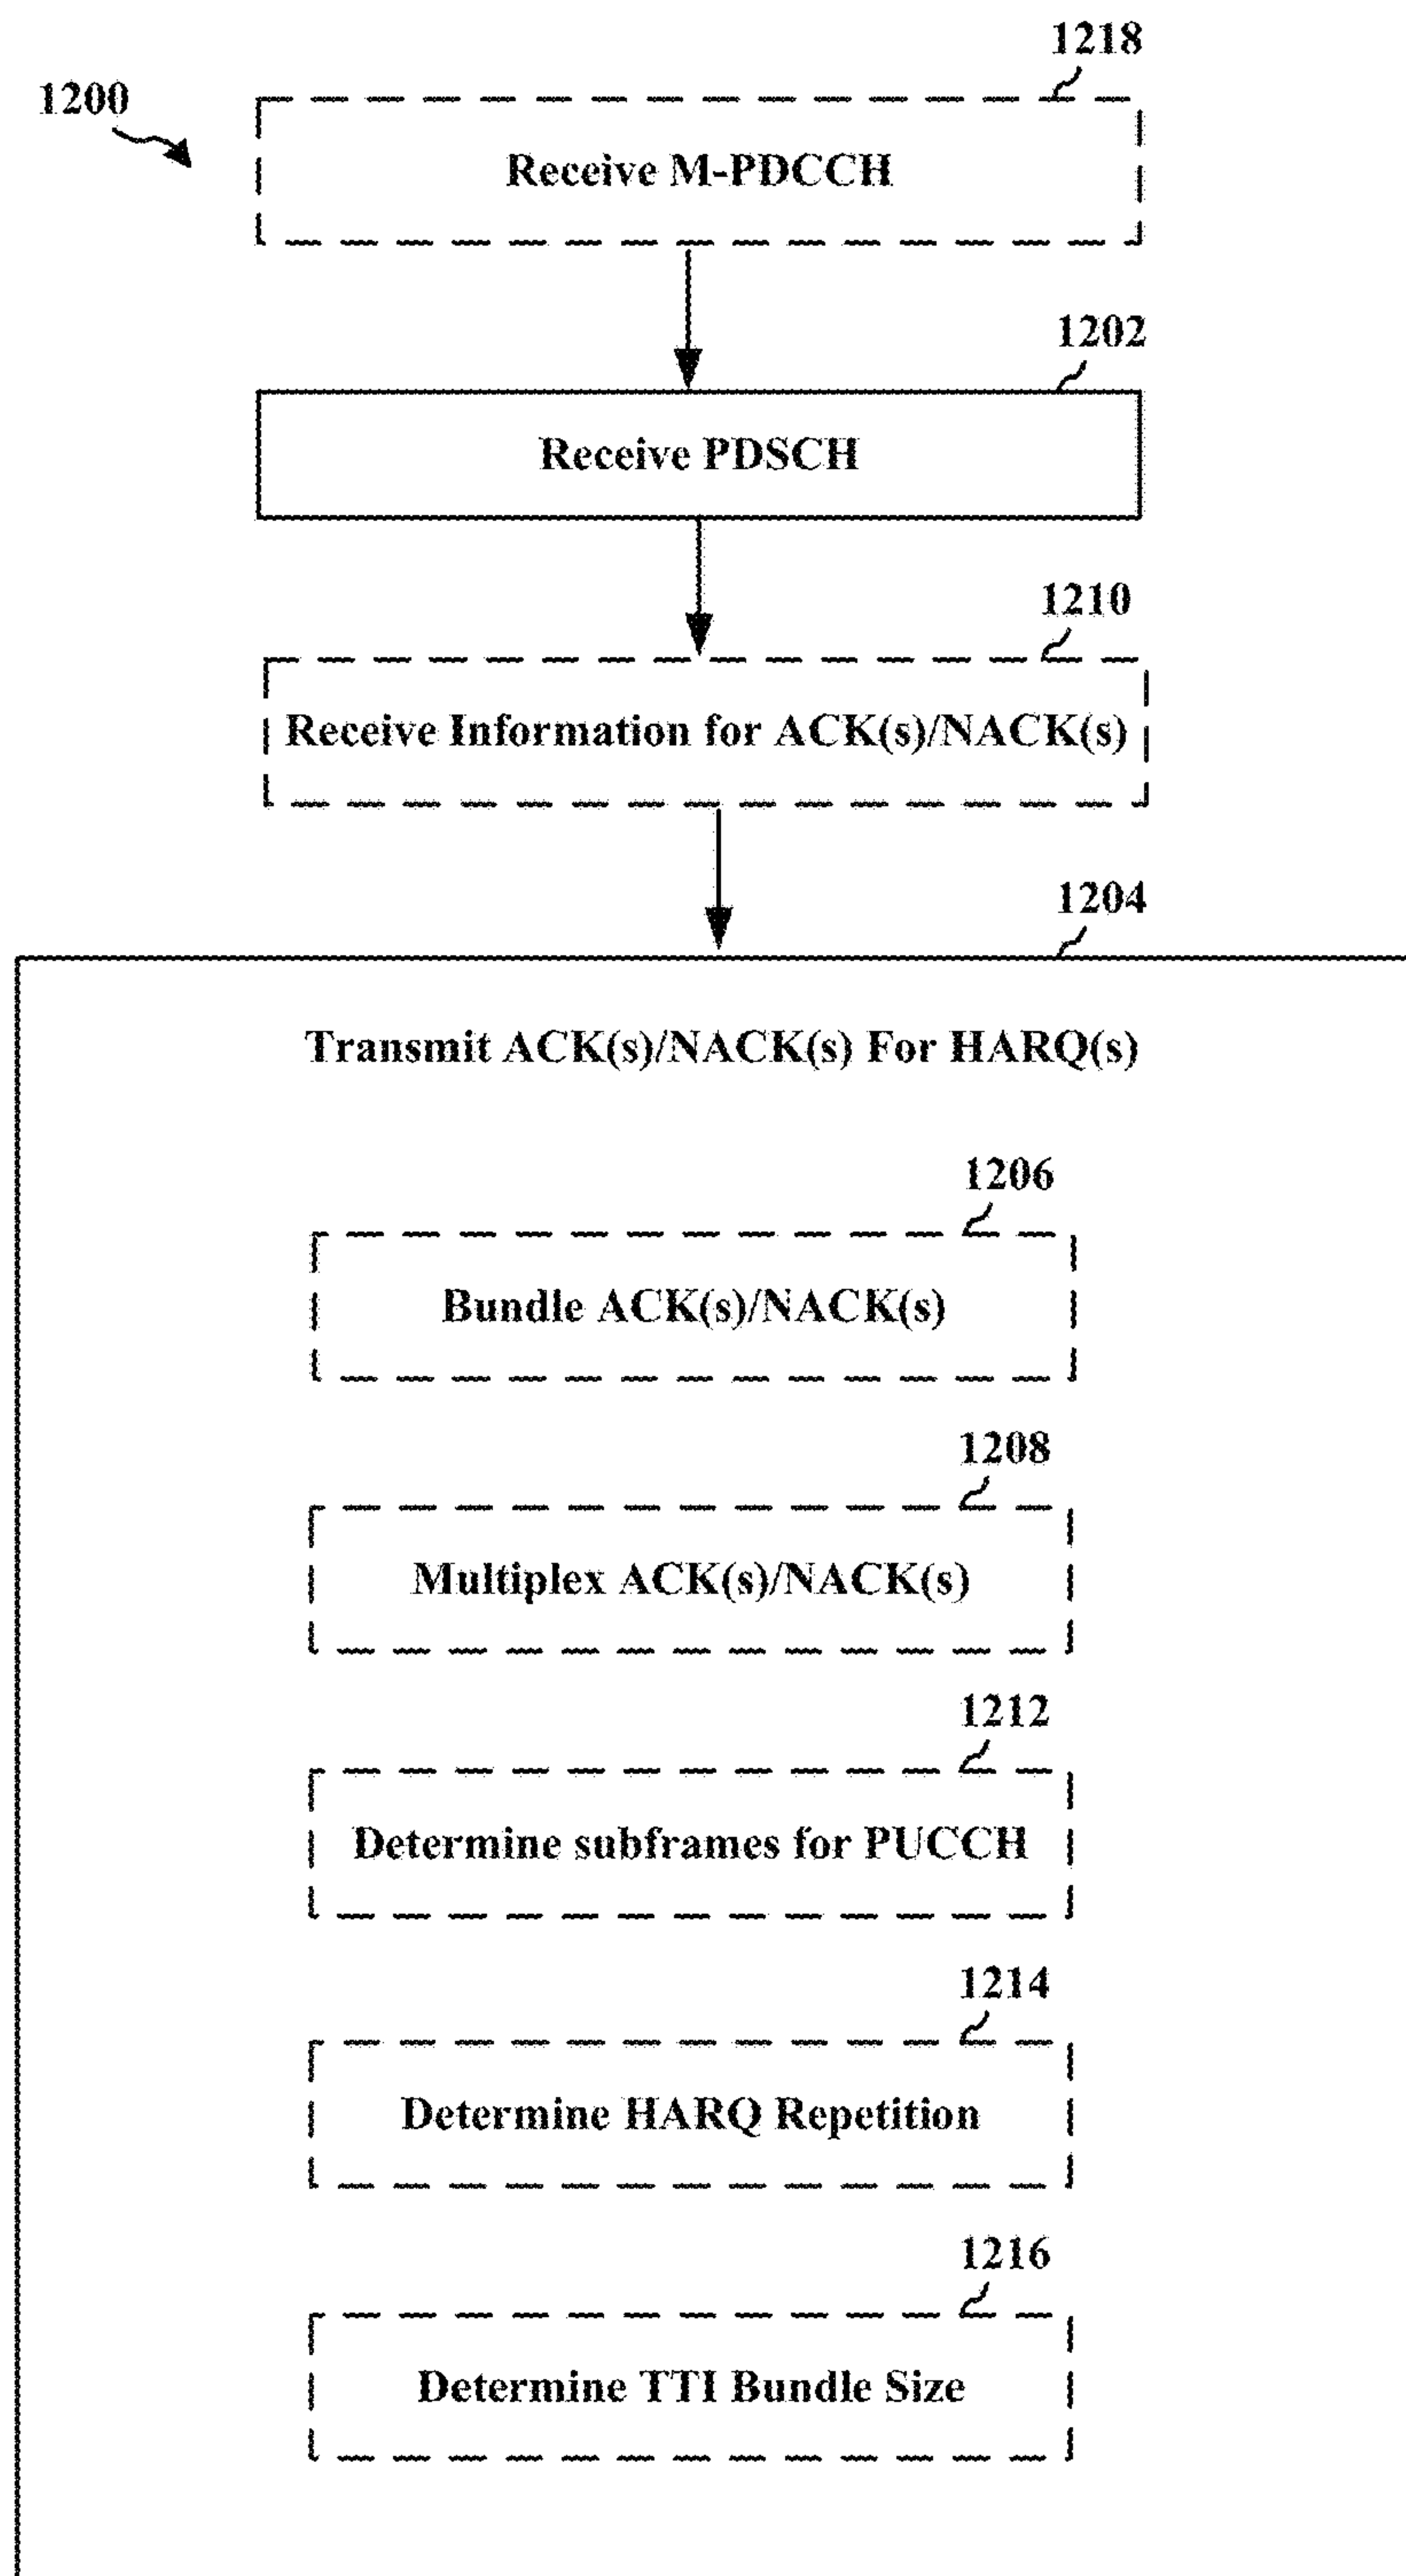 1218
1200
Receive M-PDCCH
1202
Receive PDSCH
1210
Receive Information for ACK(s)/NACK(s)
1204
Transmit ACK(s)/NACK(s) For HARQ(s)
1206
Bundle ACK(s)/NACK(s)
1208
Multiplex ACK(s)/NACK(s)
1212
Determine subframes for PUCCH
1214
Determine HARQ Repetition
1216
Determine TTI Bundle Size